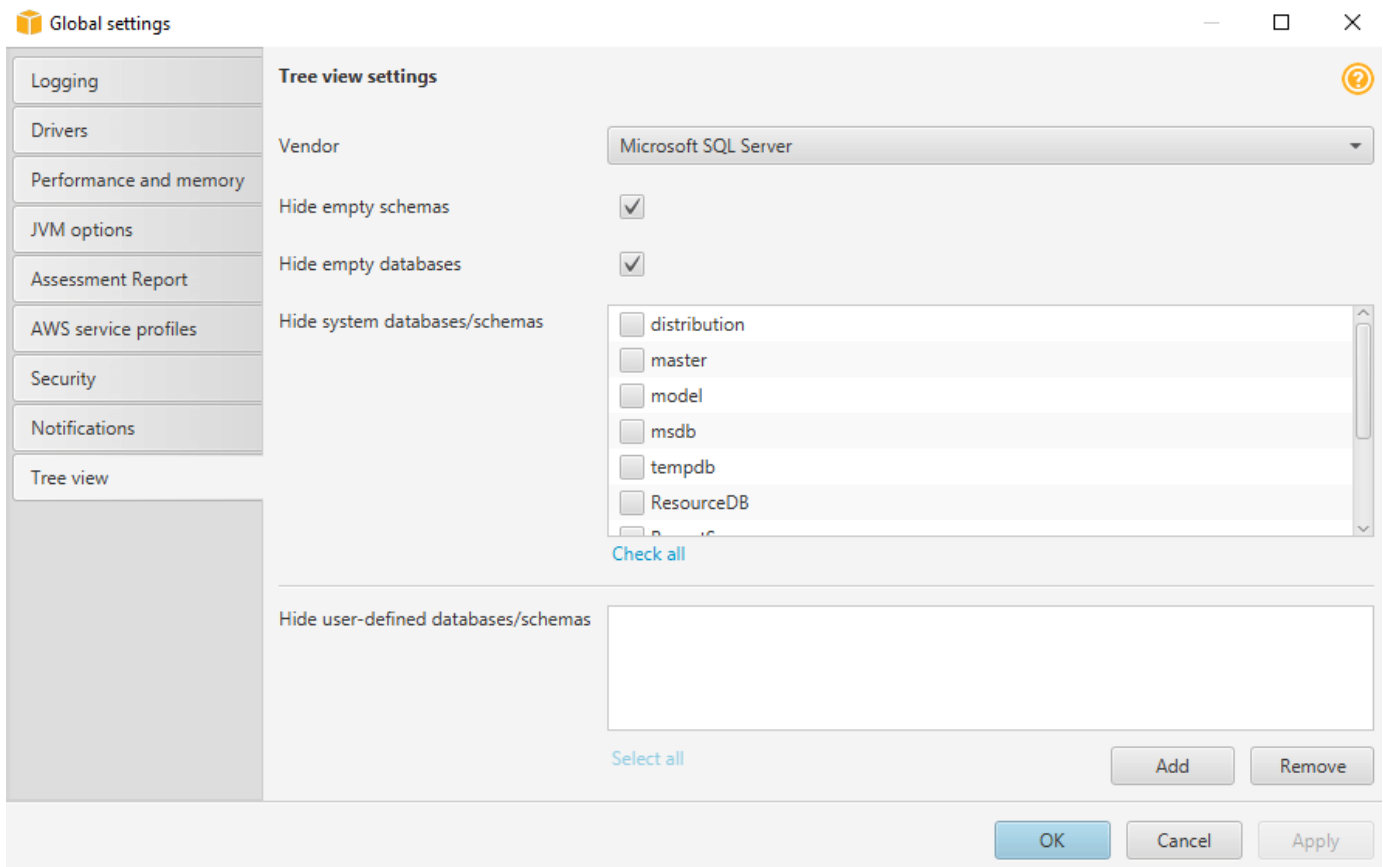 Global settings
Logging
Drivers
Performance and memory
JVM options
Assessment Report
AWS service profiles
Security
Notifications
Tree view
Tree view settings
Vendor
Microsoft SQL Server
Hide empty schemas
Hide empty databases
Hide system databases/schemas
distribution
master
model
msdb
tempdb
ResourceDB
Check all
Hide user-defined databases/schemas
Select all
Add
Remove
OK
Cancel
Apply